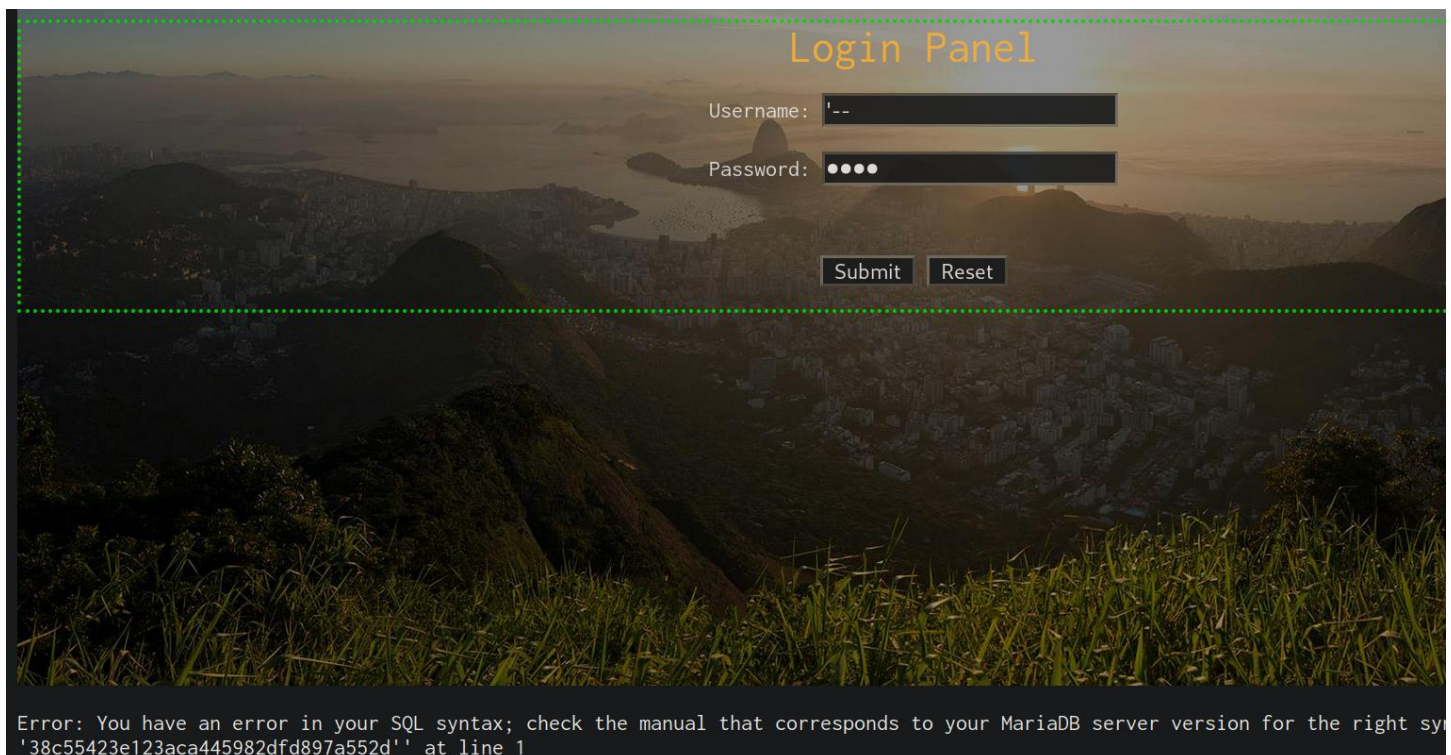 Login Panel
Username: '--
Password: ●●●●
Submit Reset
Error: You have an error in your SQL syntax; check the manual that corresponds to your MariaDB server version for the right
'38c55423e123aca445982dfd897a552d'' at line 1